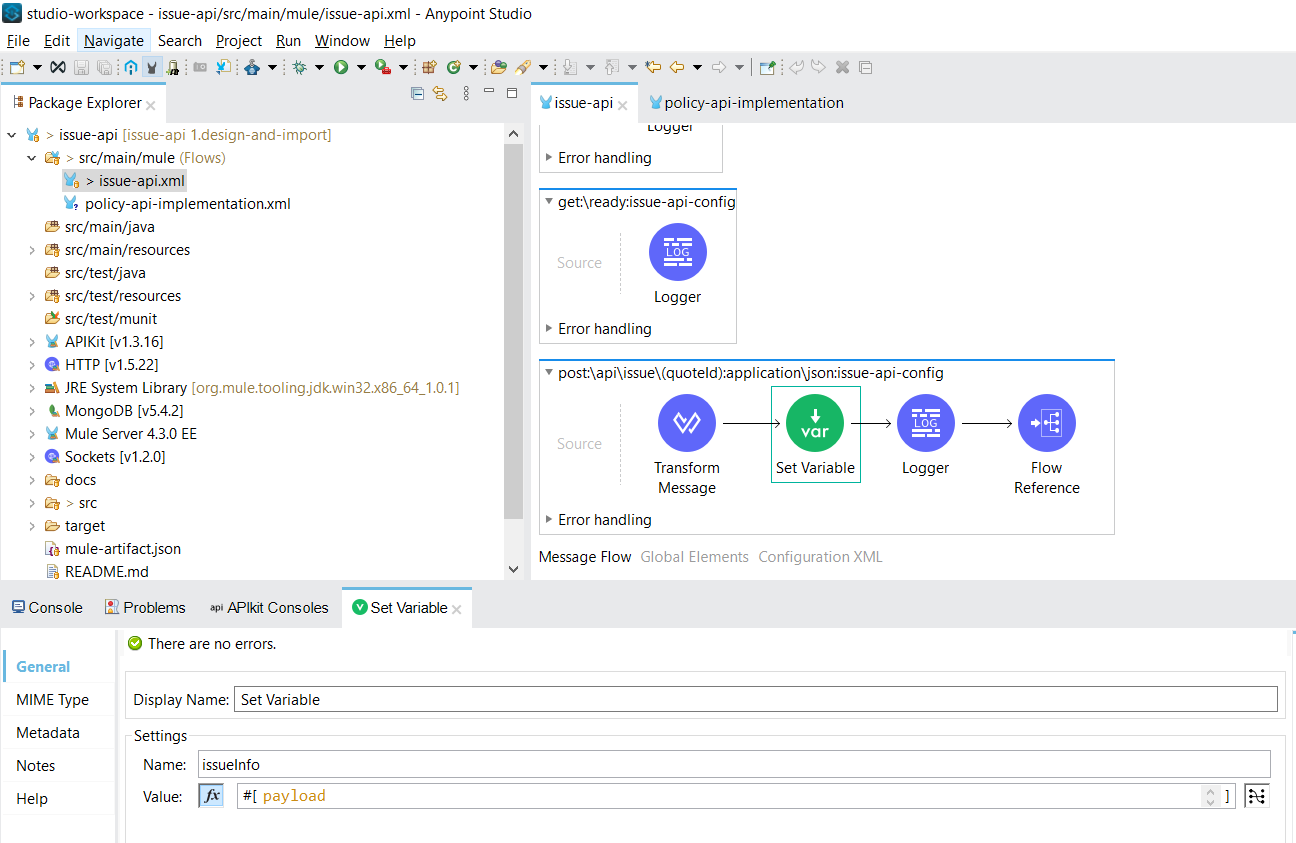 studio-workspace - issue-api/src/main/mule/issue-api.xml - Anypoint Studio
File Edit Navigate Search Project Run Window Help
Package Explorer
issue-api
policy-api-implementation
> issue-api [issue-api 1.design-and-import]
> src/main/mule (Flows)
> issue-api.xml
policy-api-implementation.xml
src/main/java
src/main/resources
src/test/java
src/test/resources
src/test/munit
APIKit [v1.3.16]
HTTP [v1.5.22]
JRE System Library [org.mule.tooling.jdk.win32.x86_64_1.0.1]
MongoDB [v5.4.2]
Mule Server 4.3.0 EE
Sockets [v1.2.0]
docs
> src
target
mule-artifact.json
README.md
Logger
Error handling
get:\ready:issue-api-config
Source
LOG
Logger
Error handling
post:\api\issue\(quoteId):application\json:issue-api-config
Source
var
LOG
Transform Message
Set Variable
Logger
Flow Reference
Error handling
Message Flow Global Elements Configuration XML
Console
Problems
api APIkit Consoles
Set Variable
There are no errors.
General
MIME Type
Metadata
Notes
Help
Display Name: Set Variable
Settings
Name: issueInfo
Value: fx #[ payload ]